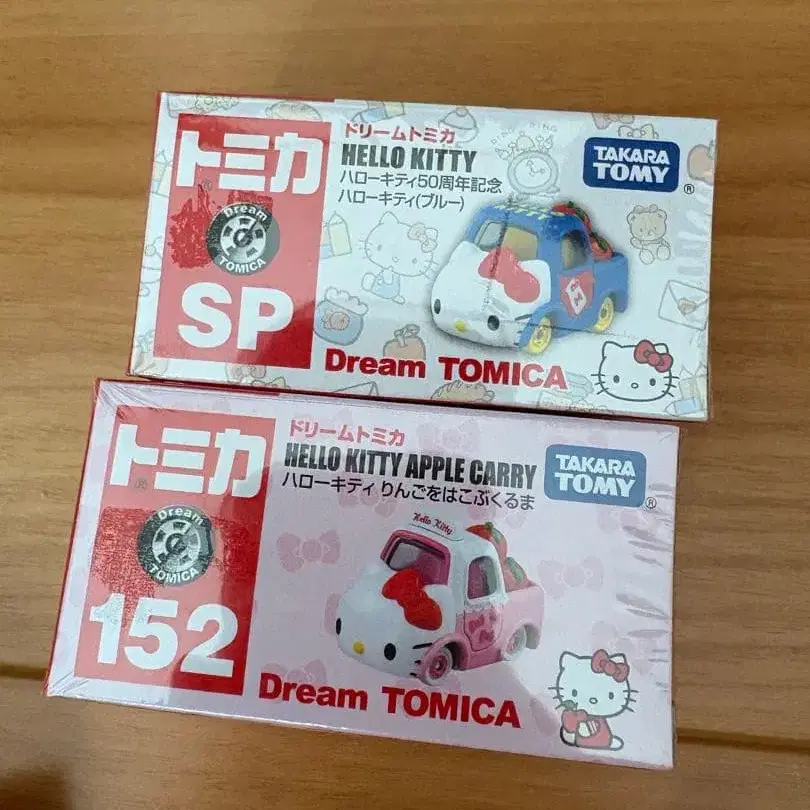 トミカ
®
Dream
TOMICA
SP
ドリームトミカ
HELLO KITTY
ハローキティ50周年記念
ハローキティ(ブルー)
TAKARA
TOMY
®
Dream TOMICA
トミカ
®
Dream
TOMICA
152
ドリームトミカ
HELLO KITTY APPLE CARRY
ハローキティ りんごをはこぶくるま
TAKARA
TOMY
®
Hello Kitty
Dream TOMICA